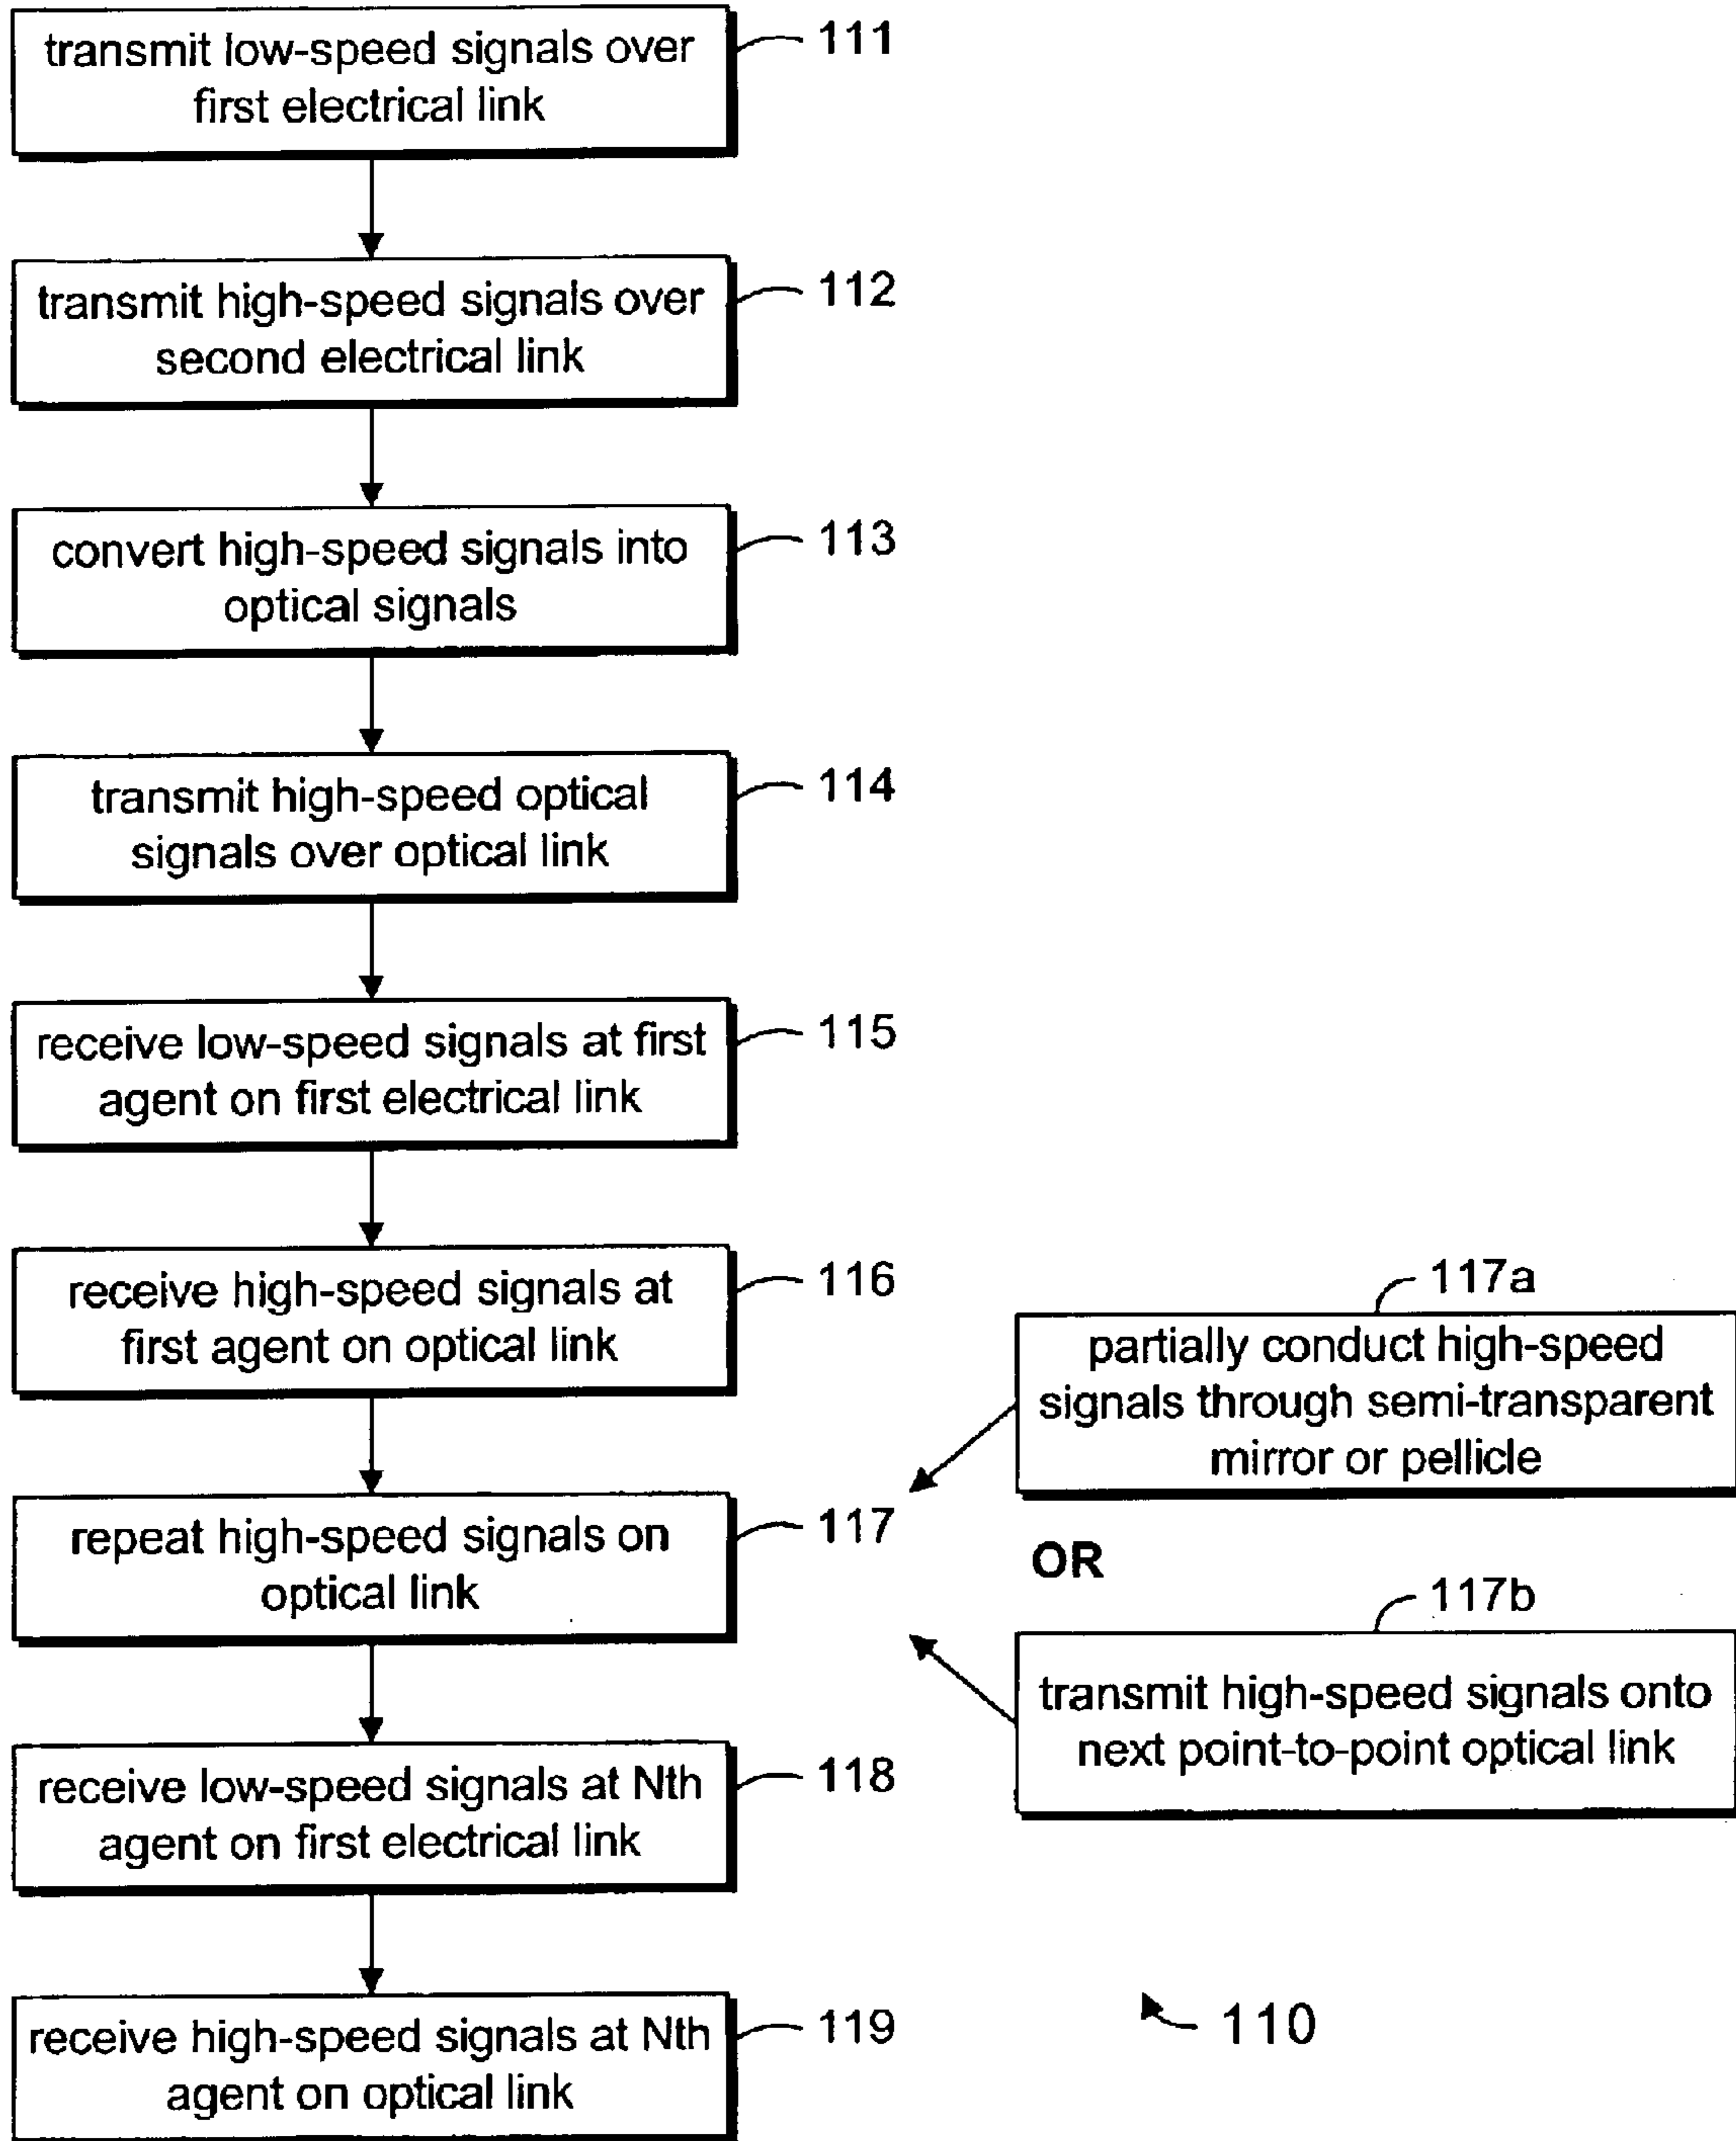 transmit low-speed signals over
first electrical link
111
transmit high-speed signals over
second electrical link
112
convert high-speed signals into
optical signals
113
transmit high-speed optical
signals over optical link
114
receive low-speed signals at first
agent on first electrical link
115
receive high-speed signals at
first agent on optical link
116
repeat high-speed signals on
optical link
117
117a
partially conduct high-speed
signals through semi-transparent
mirror or pellicle
OR
117b
transmit high-speed signals onto
next point-to-point optical link
receive low-speed signals at Nth
agent on first electrical link
118
receive high-speed signals at Nth
agent on optical link
119
110